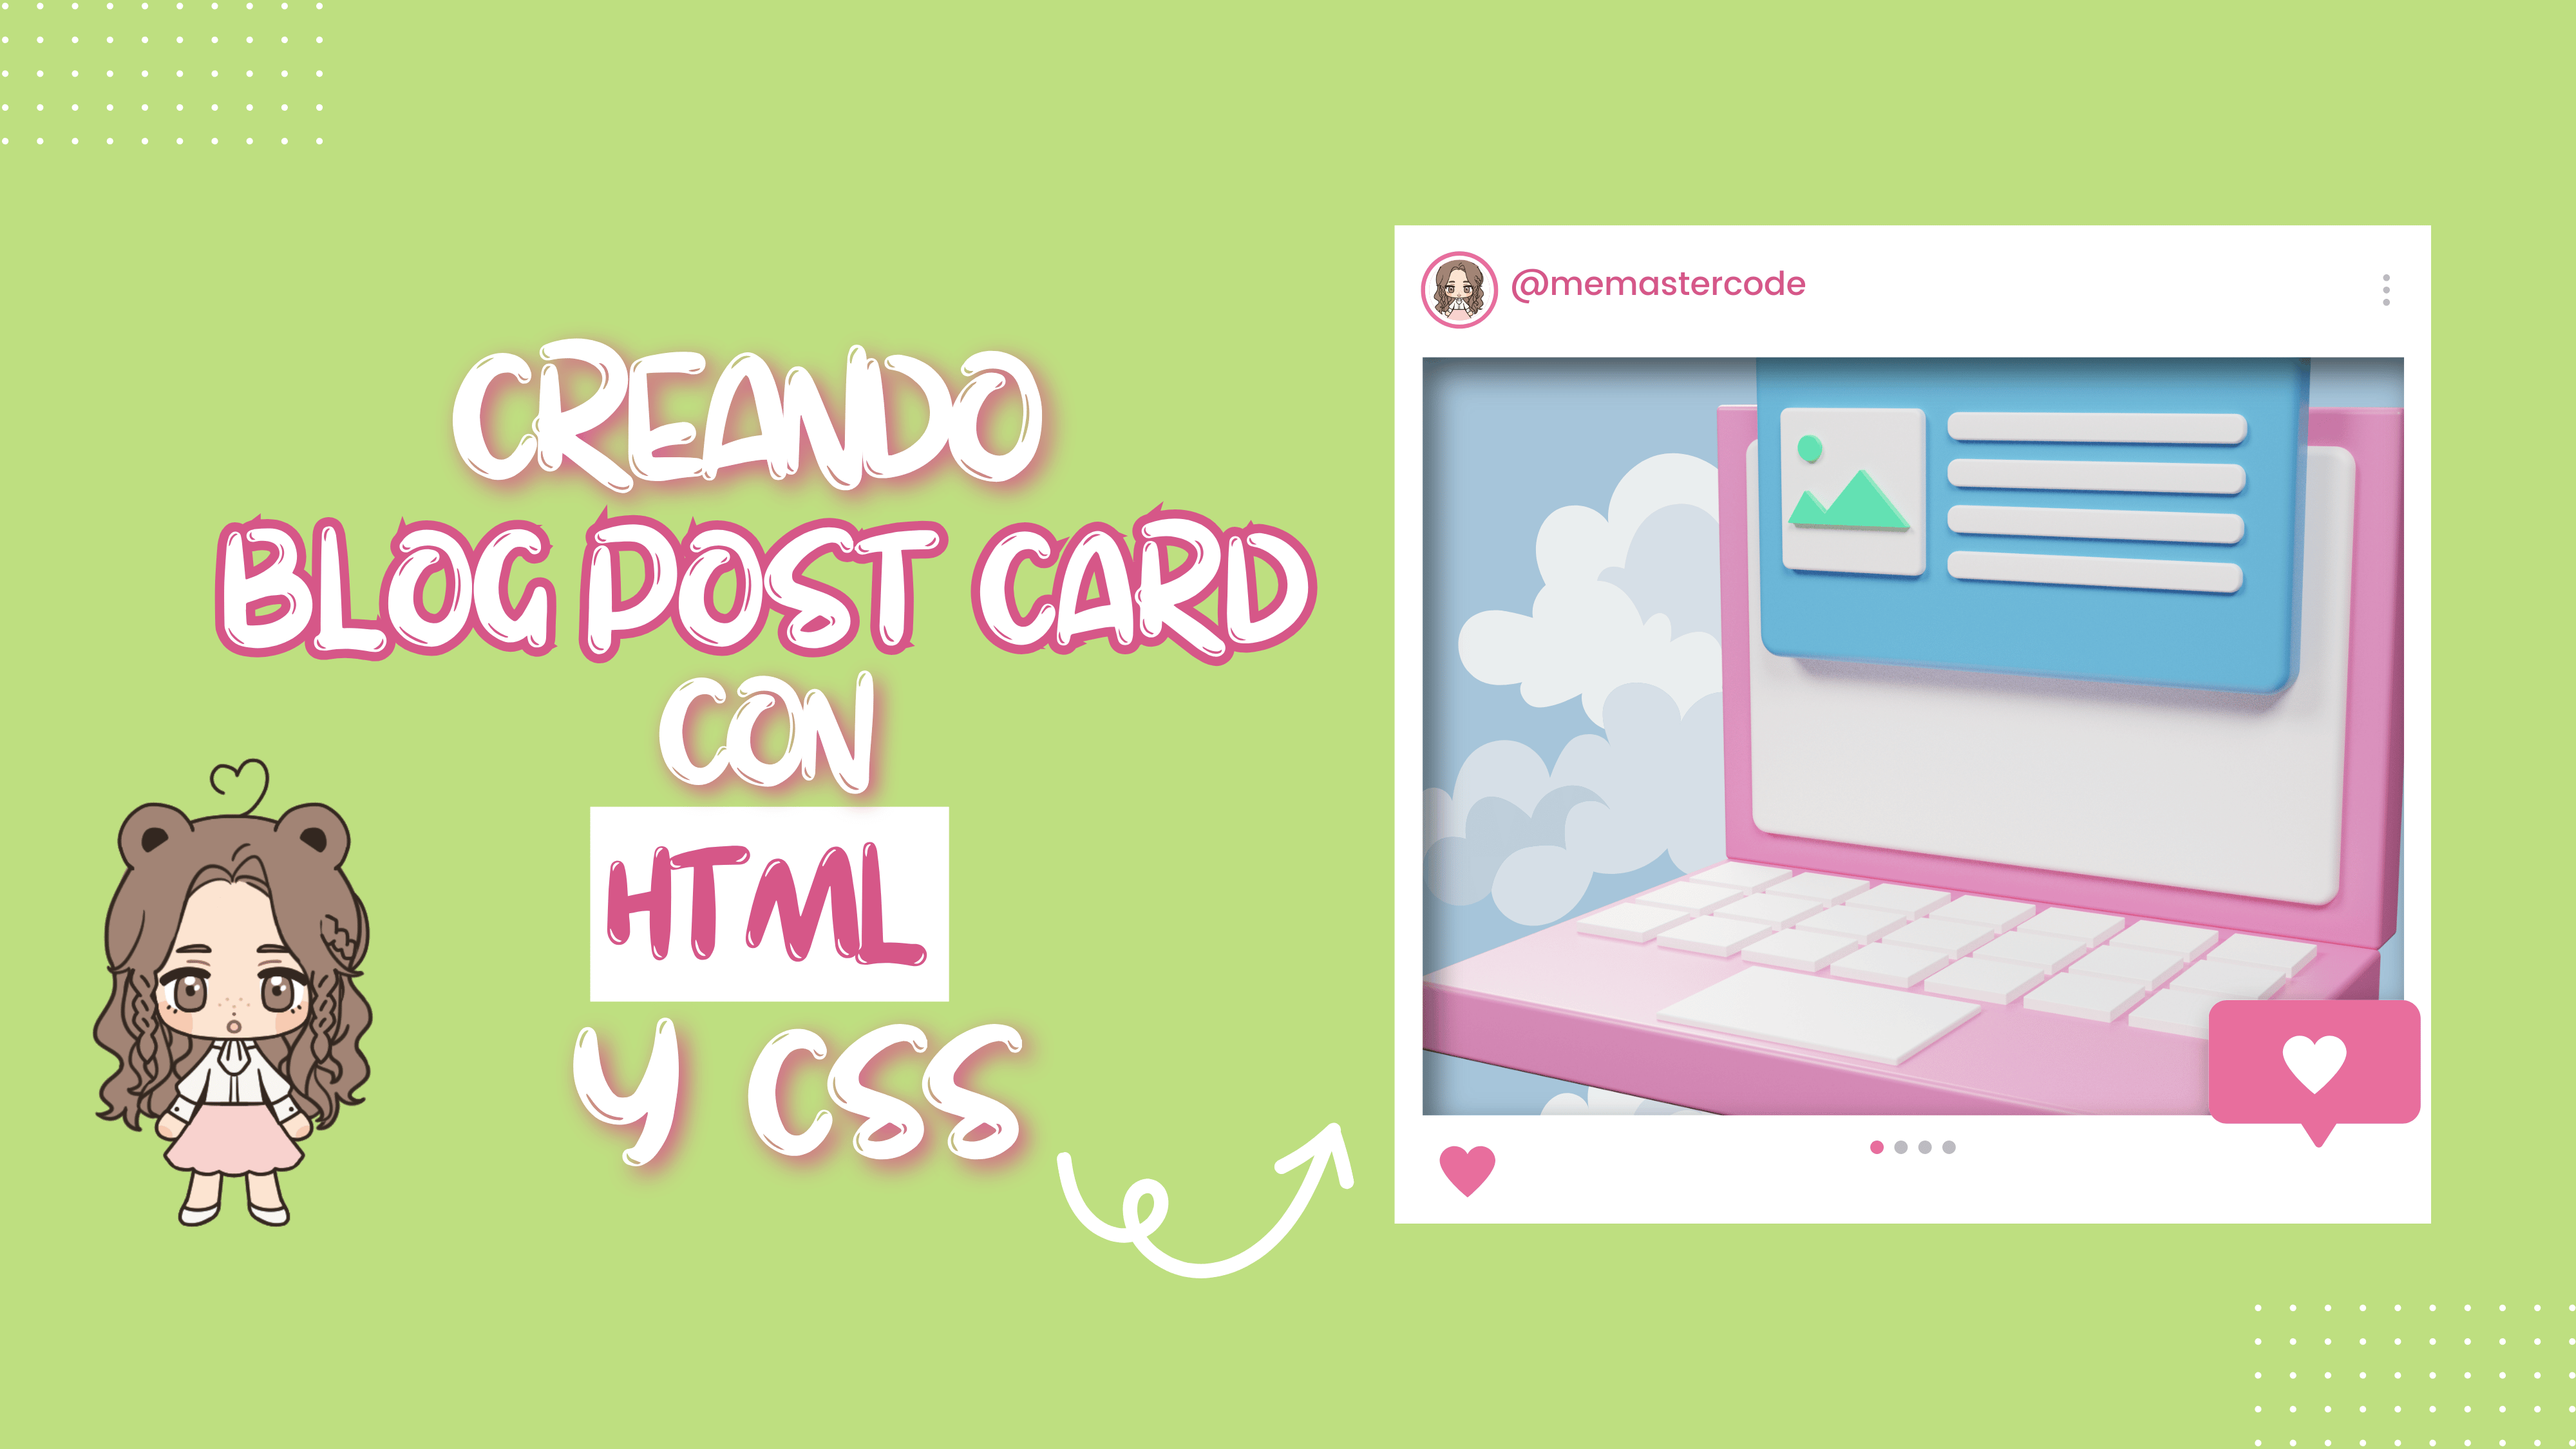 CREANDO
BLOG POST CARD
CON
HTML
Y CSS
@memastercode